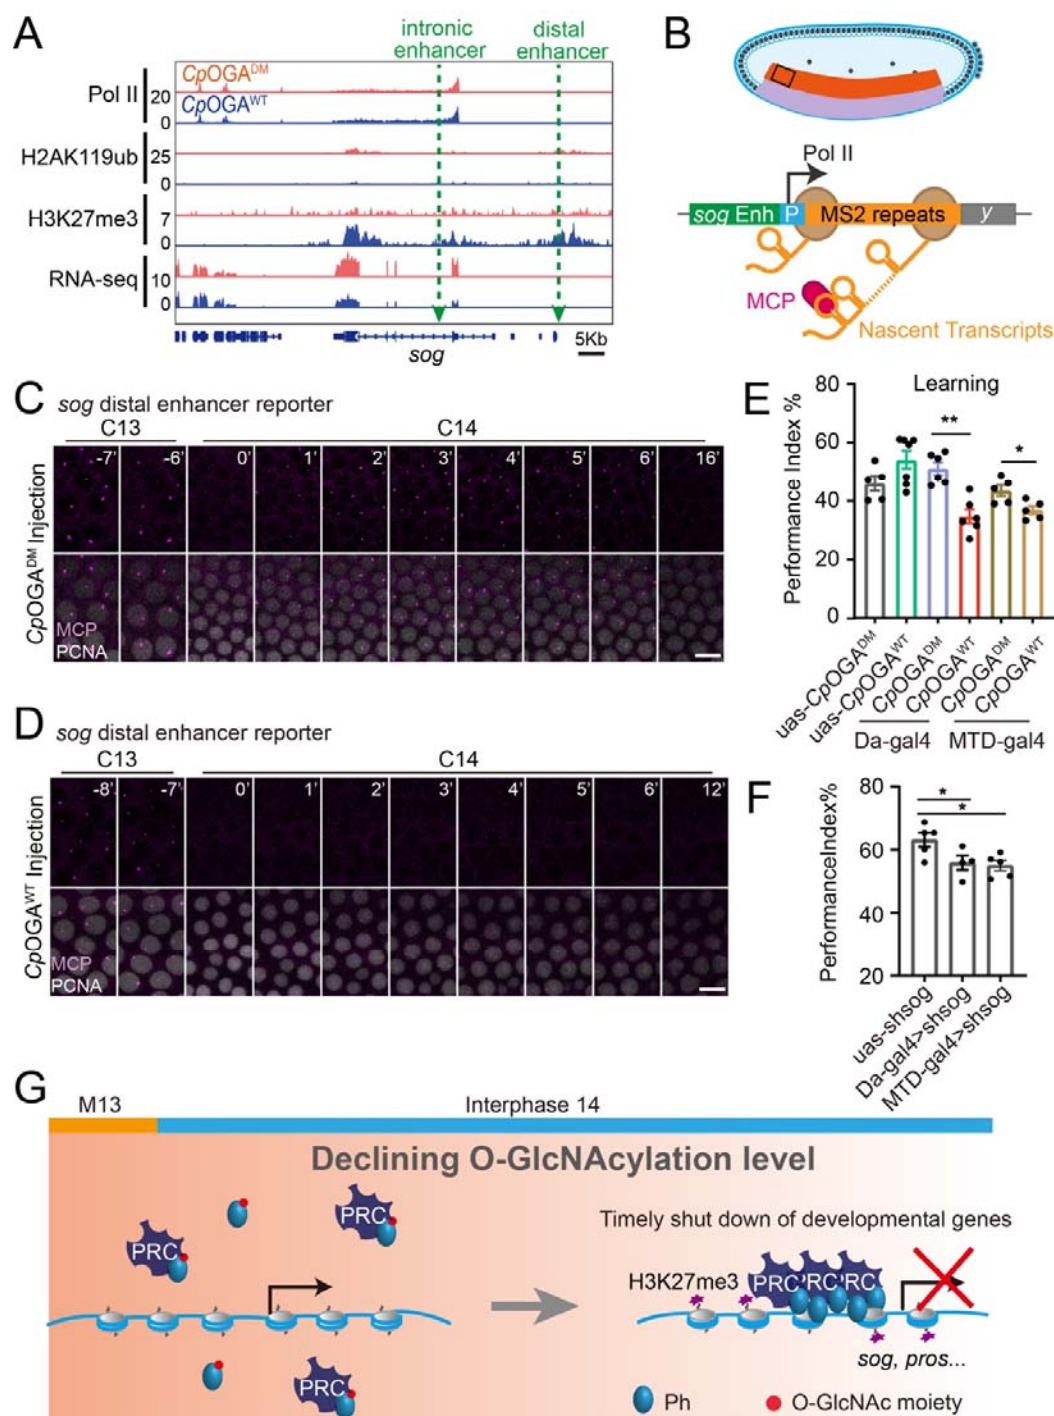 A
intronic
enhancer
distal
enhancer
CpOGA^DM
CpOGA^WT
Pol II
20
0
H2AK119ub
25
0
H3K27me3
7
0
RNA-seq
10
0
sog
5Kb
B
Pol II
sog Enh P MS2 repeats y
MCP
Nascent Transcripts
C
sog distal enhancer reporter
C13 C14
-7' -6' 0' 1' 2' 3' 4' 5' 6' 16'
CpOGA^DM Injection
MCP
PCNA
D
sog distal enhancer reporter
C13 C14
-8' -7' 0' 1' 2' 3' 4' 5' 6' 12'
CpOGA^WT Injection
MCP
PCNA
E
Learning
Performance Index %
80
60
40
20
0
**
*
uas-CpOGA^DM
uas-CpOGA^WT
CpOGA^DM
CpOGA^WT
CpOGA^DM
CpOGA^WT
Da-gal4 MTD-gal4
F
PerformanceIndex%
80
60
40
20
*
*
uas-shsog
Da-gal4>shsog
MTD-gal4>shsog
G
M13 Interphase 14
Declining O-GlcNAcylation level
Timely shut down of developmental genes
PRC
PRC
PRC
H3K27me3
PRC PRC PRC
sog, pros...
Ph
O-GlcNAc moiety